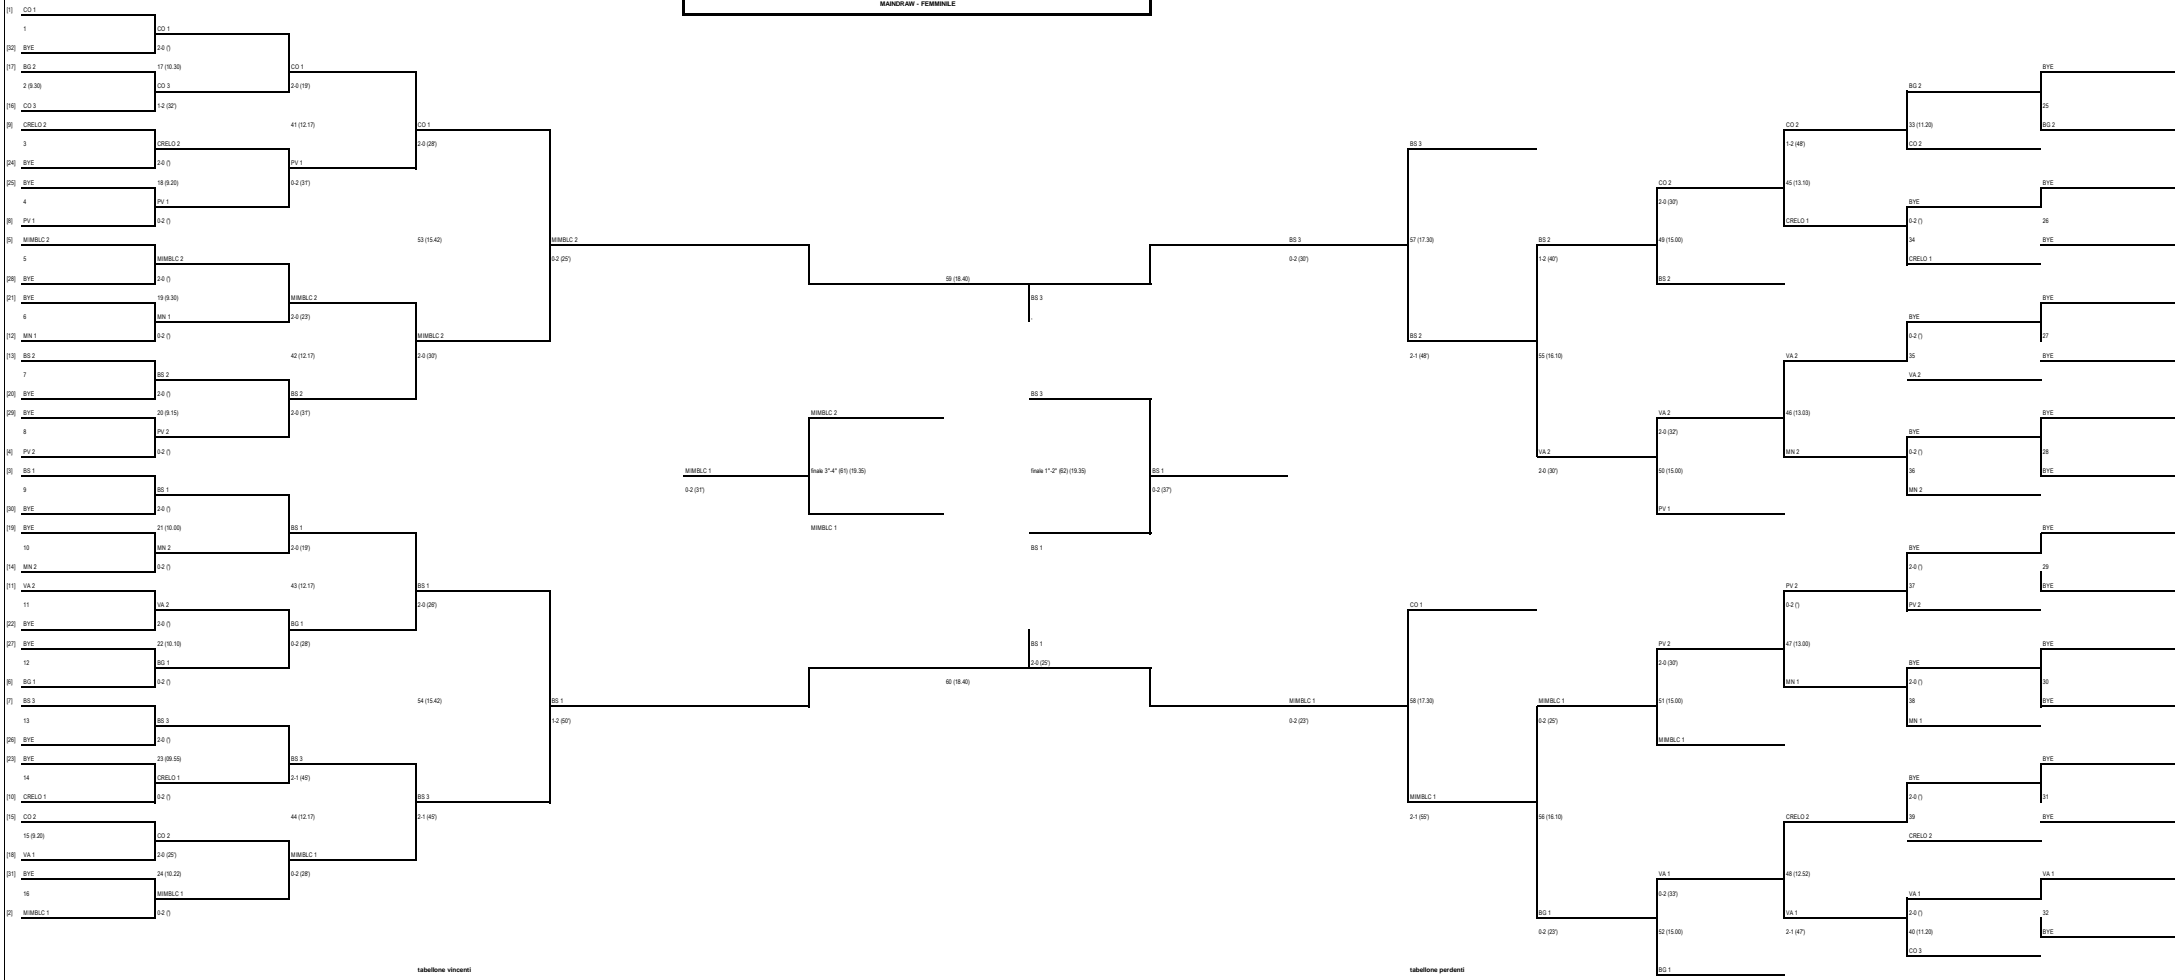 MAINDRAW - FEMMINILE
[1] CO 1
1
[32] BYE
[17] BG 2
2 (9.30)
[16] CO 3
[9] CRELO 2
3
[24] BYE
[25] BYE
4
[8] PV 1
[5] MIMBLC 2
5
[28] BYE
[21] BYE
6
[12] MN 1
[13] BS 2
7
[20] BYE
[29] BYE
8
[4] PV 2
[3] BS 1
9
[30] BYE
[19] BYE
10
[14] MN 2
[11] VA 2
11
[22] BYE
[27] BYE
12
[6] BG 1
[7] BS 3
13
[26] BYE
[23] BYE
14
[10] CRELO 1
[15] CO 2
15 (9.20)
[18] VA 1
[31] BYE
16
[2] MIMBLC 1
CO 1
2-0 (')
17 (10.30)
CO 3
1-2 (32')
CRELO 2
2-0 (')
18 (9.20)
PV 1
0-2 (')
MIMBLC 2
2-0 (')
19 (9.30)
MN 1
0-2 (')
BS 2
2-0 (')
20 (9.15)
PV 2
0-2 (')
BS 1
2-0 (')
21 (10.00)
MN 2
0-2 (')
VA 2
2-0 (')
22 (10.10)
BG 1
0-2 (')
BS 3
2-0 (')
23 (09.55)
CRELO 1
0-2 (')
CO 2
2-0 (25')
24 (10.22)
MIMBLC 1
0-2 (')
CO 1
2-0 (19')
41 (12.17)
PV 1
0-2 (31')
MIMBLC 2
2-0 (23')
42 (12.17)
BS 2
2-0 (31')
BS 1
2-0 (19')
43 (12.17)
BG 1
0-2 (28')
BS 3
2-1 (45')
44 (12.17)
MIMBLC 1
0-2 (28')
CO 1
2-0 (28')
53 (15.42)
MIMBLC 2
2-0 (30')
BS 1
2-0 (26')
54 (15.42)
BS 3
2-1 (45')
tabellone vincenti
MIMBLC 2
0-2 (25')
BS 1
1-2 (50')
MIMBLC 1
0-2 (31')
MIMBLC 2
finale 3°-4° (61) (19.35)
MIMBLC 1
59 (18.40)
60 (18.40)
BS 3
BS 3
finale 1°-2° (62) (19.35)
BS 1
BS 1
2-0 (25')
BS 1
0-2 (37')
BS 3
0-2 (30')
MIMBLC 1
0-2 (23')
BS 3
57 (17.30)
BS 2
2-1 (48')
CO 1
58 (17.30)
MIMBLC 1
2-1 (55')
tabellone perdenti
BS 2
1-2 (40')
55 (16.10)
VA 2
2-0 (30')
MIMBLC 1
0-2 (25')
56 (16.10)
BG 1
0-2 (23')
CO 2
2-0 (30')
49 (15.00)
BS 2
VA 2
2-0 (32')
50 (15.00)
PV 1
PV 2
2-0 (30')
51 (15.00)
MIMBLC 1
VA 1
0-2 (33')
52 (15.00)
BG 1
CO 2
1-2 (48')
45 (13.10)
CRELO 1
VA 2
46 (13.03)
MN 2
PV 2
0-2 (')
47 (13.00)
MN 1
CRELO 2
48 (12.52)
VA 1
2-1 (47')
BG 2
33 (11.20)
CO 2
BYE
0-2 (')
34
CRELO 1
BYE
0-2 (')
35
VA 2
BYE
0-2 (')
36
MN 2
BYE
2-0 (')
37
PV 2
BYE
2-0 (')
38
MN 1
BYE
2-0 (')
39
CRELO 2
VA 1
2-0 (')
40 (11.20)
CO 3
BYE
25
BG 2
BYE
26
BYE
BYE
27
BYE
BYE
28
BYE
BYE
29
BYE
BYE
30
BYE
BYE
31
BYE
VA 1
32
BYE